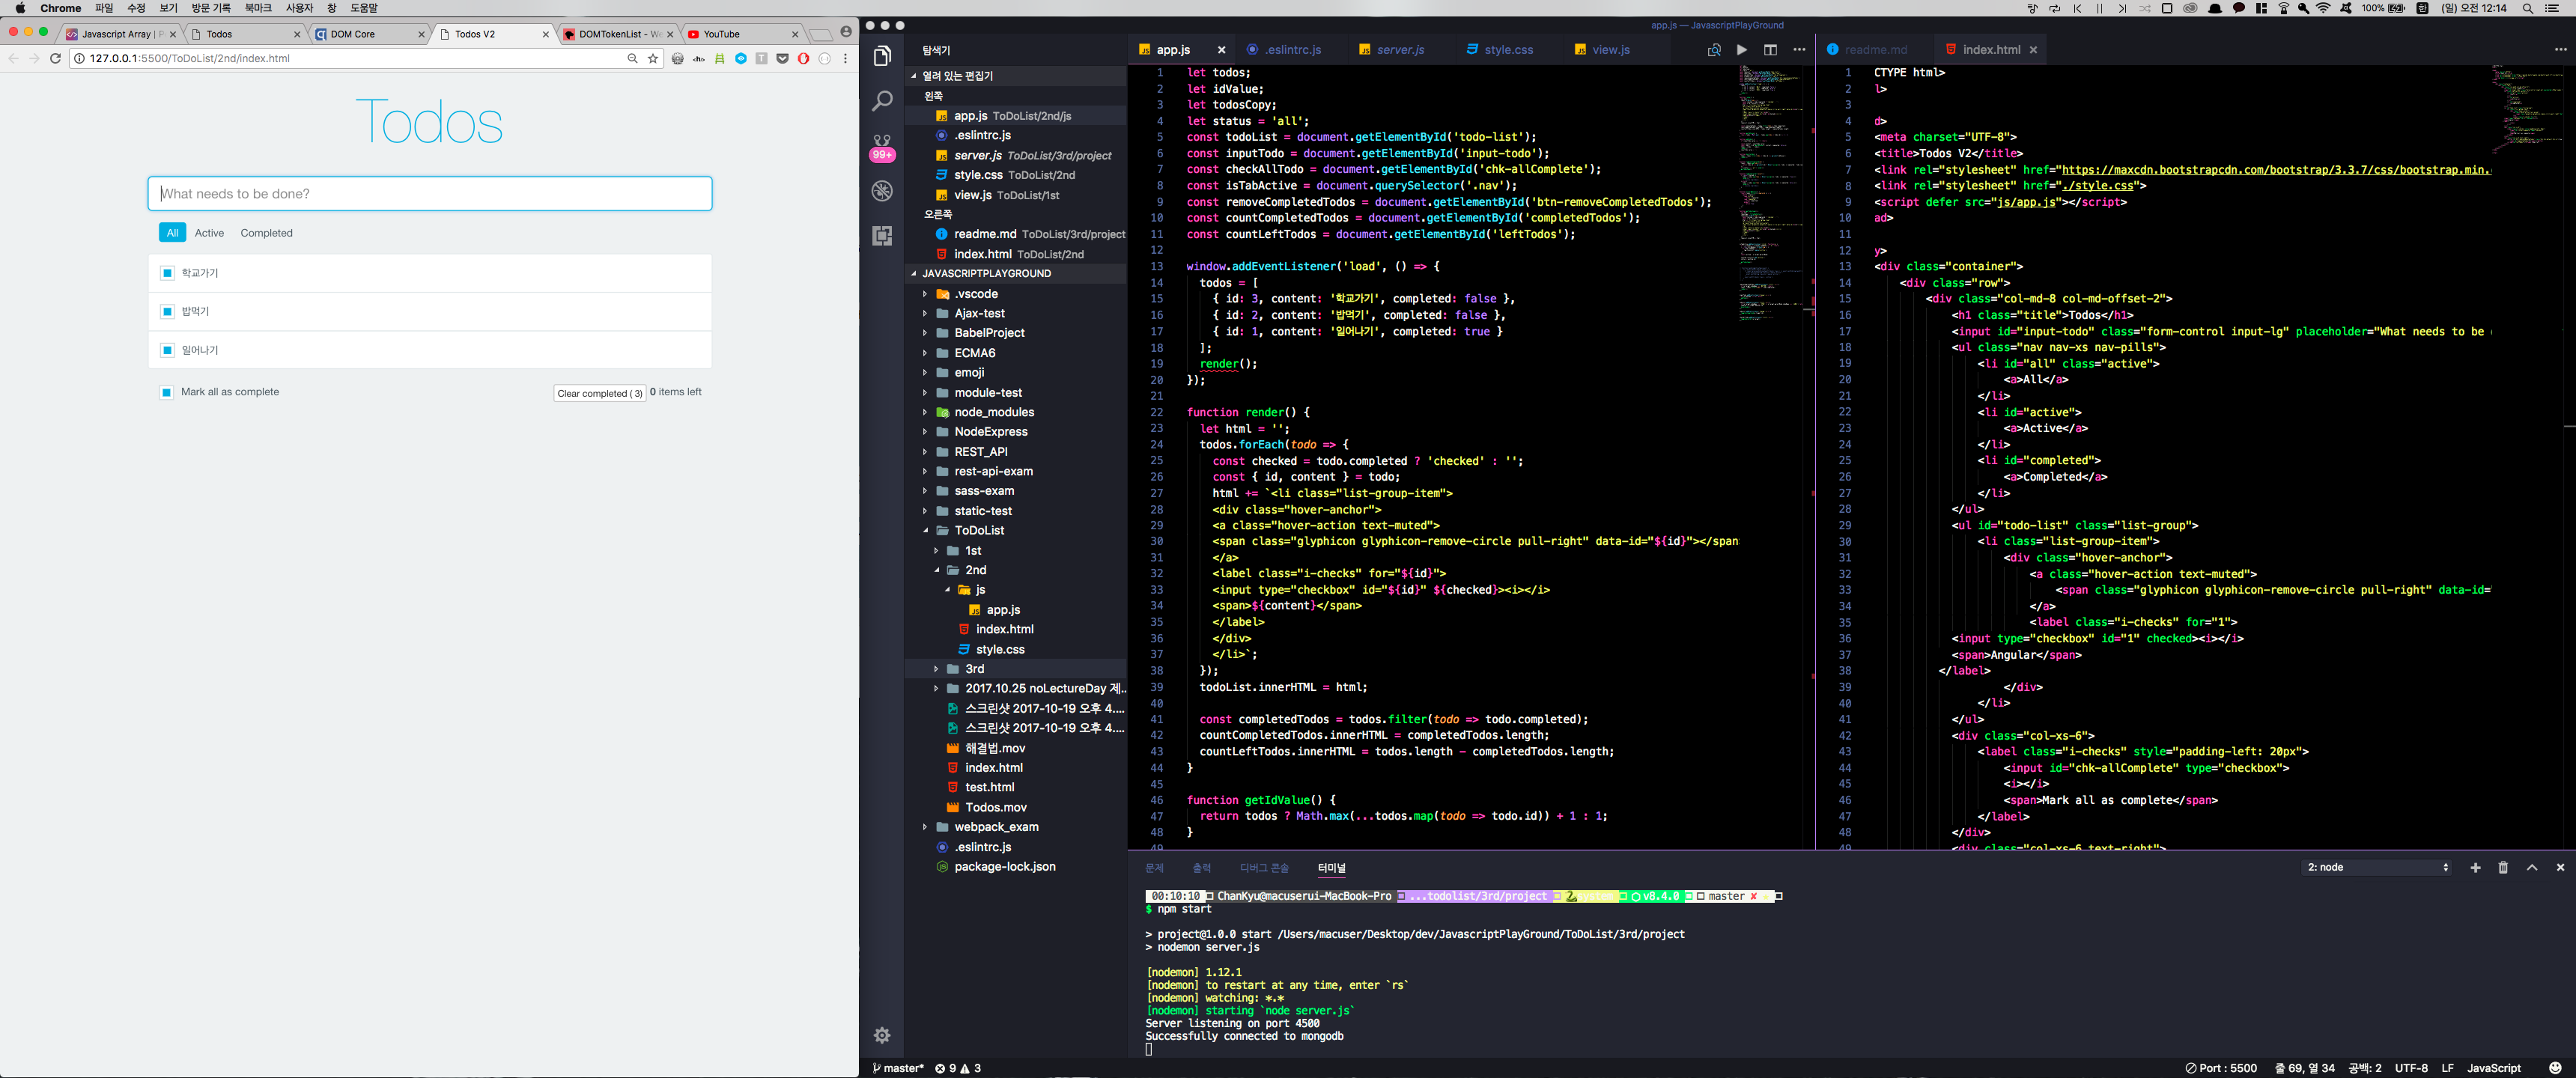 Chrome 파일 수정 보기 방문 기록 북마크 사용자 창 도움말
100% (일) 오전 12:14
Javascript Array | P
Todos
DOM Core
Todos V2
DOMTokenList - We
YouTube
127.0.0.1:5500/ToDoList/2nd/index.html
Todos
What needs to be done?
All Active Completed
학교가기
밥먹기
일어나기
Mark all as complete
Clear completed ( 3) 0 items left
app.js — JavascriptPlayGround
탐색기
열려 있는 편집기
왼쪽
app.js ToDoList/2nd/js
.eslintrc.js
server.js ToDoList/3rd/project
style.css ToDoList/2nd
view.js ToDoList/1st
오른쪽
readme.md ToDoList/3rd/project
index.html ToDoList/2nd
JAVASCRIPTPLAYGROUND
.vscode
Ajax-test
BabelProject
ECMA6
emoji
module-test
node_modules
NodeExpress
REST_API
rest-api-exam
sass-exam
static-test
ToDoList
1st
2nd
js
app.js
index.html
style.css
3rd
2017.10.25 noLectureDay 제...
스크린샷 2017-10-19 오후 4....
스크린샷 2017-10-19 오후 4....
해결법.mov
index.html
test.html
Todos.mov
webpack_exam
.eslintrc.js
package-lock.json
99+
app.js .eslintrc.js server.js style.css view.js
1 let todos;
2 let idValue;
3 let todosCopy;
4 let status = 'all';
5 const todoList = document.getElementById('todo-list');
6 const inputTodo = document.getElementById('input-todo');
7 const checkAllTodo = document.getElementById('chk-allComplete');
8 const isTabActive = document.querySelector('.nav');
9 const removeCompletedTodos = document.getElementById('btn-removeCompletedTodos');
10 const countCompletedTodos = document.getElementById('completedTodos');
11 const countLeftTodos = document.getElementById('leftTodos');
12
13 window.addEventListener('load', () => {
14 todos = [
15 { id: 3, content: '학교가기', completed: false },
16 { id: 2, content: '밥먹기', completed: false },
17 { id: 1, content: '일어나기', completed: true }
18 ];
19 render();
20 });
21
22 function render() {
23 let html = '';
24 todos.forEach(todo => {
25 const checked = todo.completed ? 'checked' : '';
26 const { id, content } = todo;
27 html += `<li class="list-group-item">
28 <div class="hover-anchor">
29 <a class="hover-action text-muted">
30 <span class="glyphicon glyphicon-remove-circle pull-right" data-id="${id}"></span
31 </a>
32 <label class="i-checks" for="${id}">
33 <input type="checkbox" id="${id}" ${checked}><i></i>
34 <span>${content}</span>
35 </label>
36 </div>
37 </li>`;
38 });
39 todoList.innerHTML = html;
40
41 const completedTodos = todos.filter(todo => todo.completed);
42 countCompletedTodos.innerHTML = completedTodos.length;
43 countLeftTodos.innerHTML = todos.length - completedTodos.length;
44 }
45
46 function getIdValue() {
47 return todos ? Math.max(...todos.map(todo => todo.id)) + 1 : 1;
48 }
49
readme.md index.html
1 CTYPE html>
2 l>
3
4 d>
5 <meta charset="UTF-8">
6 <title>Todos V2</title>
7 <link rel="stylesheet" href="https://maxcdn.bootstrapcdn.com/bootstrap/3.3.7/css/bootstrap.min.
8 <link rel="stylesheet" href="./style.css">
9 <script defer src="js/app.js"></script>
10 ad>
11
12 y>
13 <div class="container">
14 <div class="row">
15 <div class="col-md-8 col-md-offset-2">
16 <h1 class="title">Todos</h1>
17 <input id="input-todo" class="form-control input-lg" placeholder="What needs to be
18 <ul class="nav nav-xs nav-pills">
19 <li id="all" class="active">
20 <a>All</a>
21 </li>
22 <li id="active">
23 <a>Active</a>
24 </li>
25 <li id="completed">
26 <a>Completed</a>
27 </li>
28 </ul>
29 <ul id="todo-list" class="list-group">
30 <li class="list-group-item">
31 <div class="hover-anchor">
32 <a class="hover-action text-muted">
33 <span class="glyphicon glyphicon-remove-circle pull-right" data-id=
34 </a>
35 <label class="i-checks" for="1">
36 <input type="checkbox" id="1" checked><i></i>
37 <span>Angular</span>
38 </label>
39 </div>
40 </li>
41 </ul>
42 <div class="col-xs-6">
43 <label class="i-checks" style="padding-left: 20px">
44 <input id="chk-allComplete" type="checkbox">
45 <i></i>
46 <span>Mark all as complete</span>
47 </label>
48 </div>
49 <div class="col-xs-6 text-right">
문제 출력 디버그 콘솔 터미널 2: node
00:10:10 ChanKyu@macuserui-MacBook-Pro ...todolist/3rd/project system v8.4.0 master ✘
$ npm start
> project@1.0.0 start /Users/macuser/Desktop/dev/JavascriptPlayGround/ToDoList/3rd/project
> nodemon server.js
[nodemon] 1.12.1
[nodemon] to restart at any time, enter `rs`
[nodemon] watching: *.*
[nodemon] starting `node server.js`
Server listening on port 4500
Successfully connected to mongodb
master* 9 3 Port : 5500 줄 69, 열 34 공백: 2 UTF-8 LF JavaScript